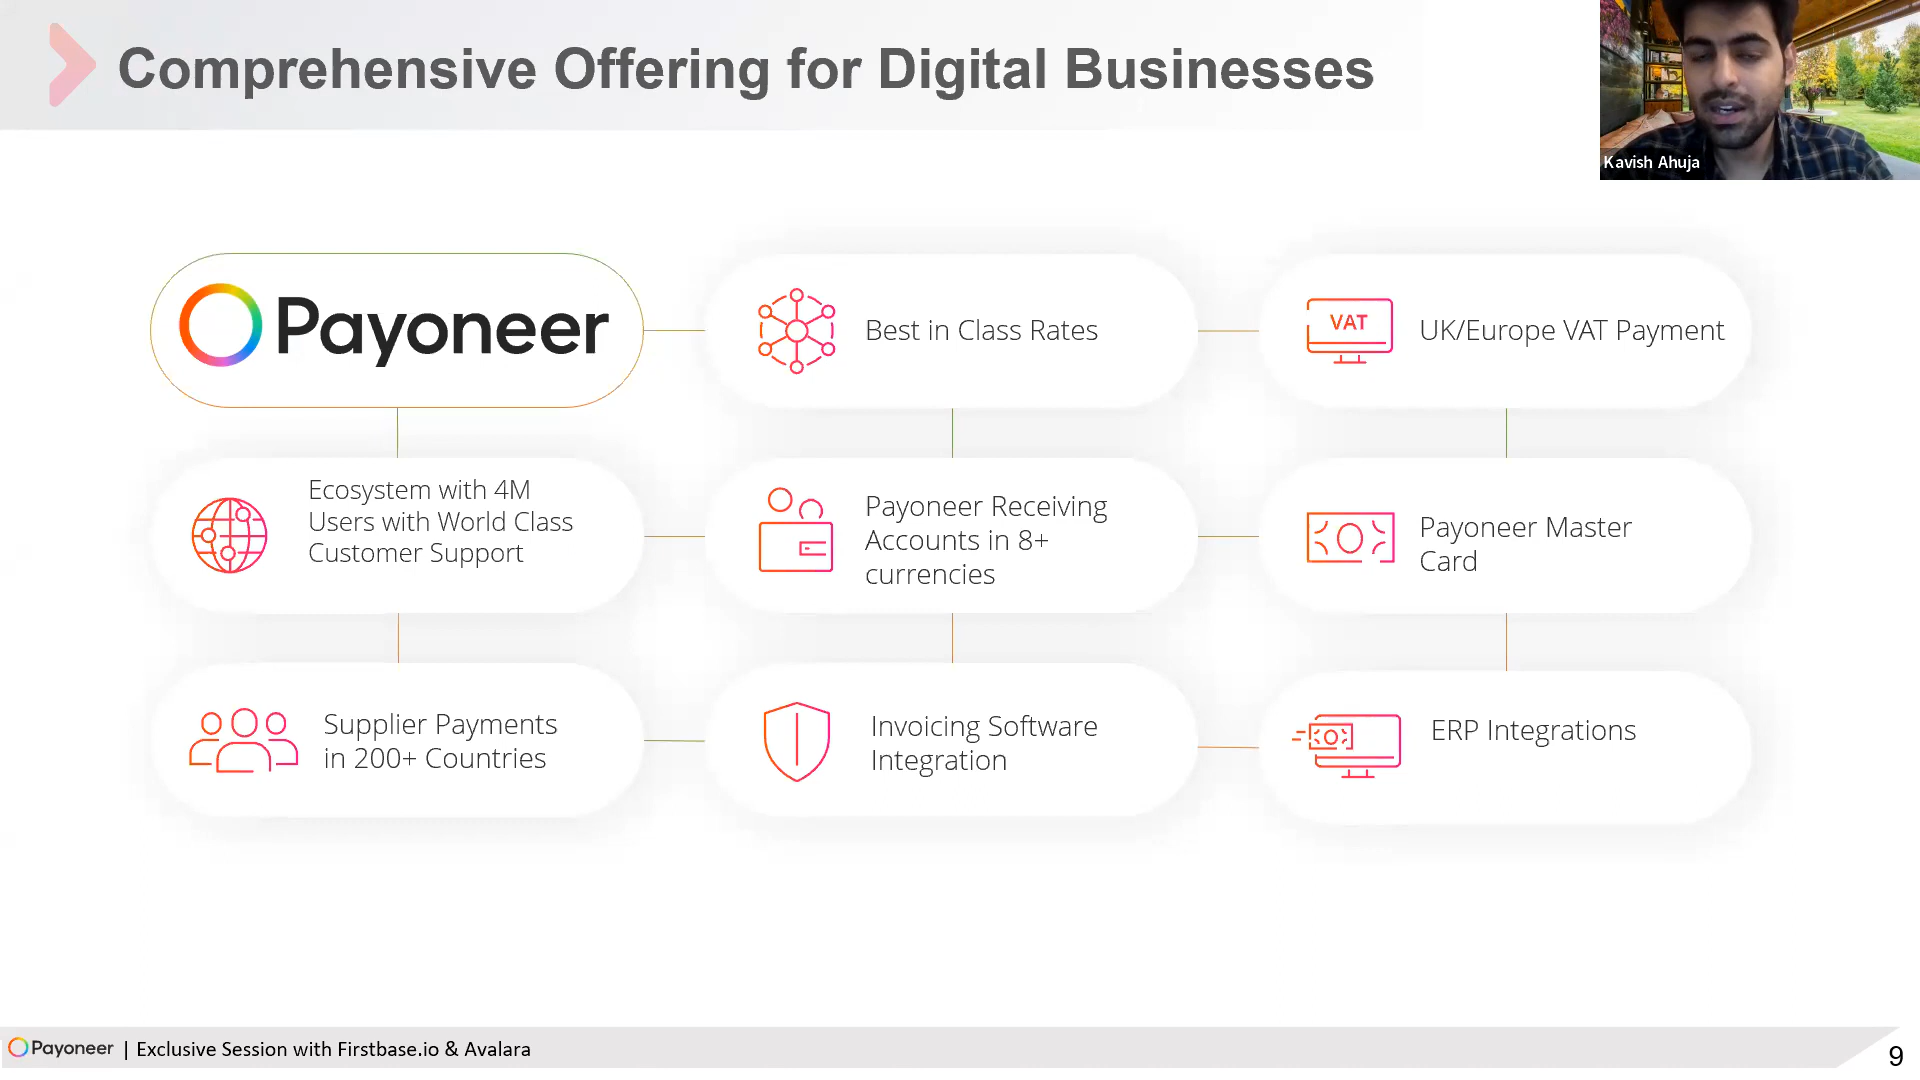 Comprehensive Offering for Digital Businesses
Kavish Ahuja
Payoneer
Best in Class Rates
VAT
UK/Europe VAT Payment
Ecosystem with 4M
Users with World Class
Customer Support
Payoneer Receiving
Accounts in 8+
currencies
Payoneer Master
Card
Supplier Payments
in 200+ Countries
Invoicing Software
Integration
ERP Integrations
Payoneer | Exclusive Session with Firstbase.io & Avalara
9